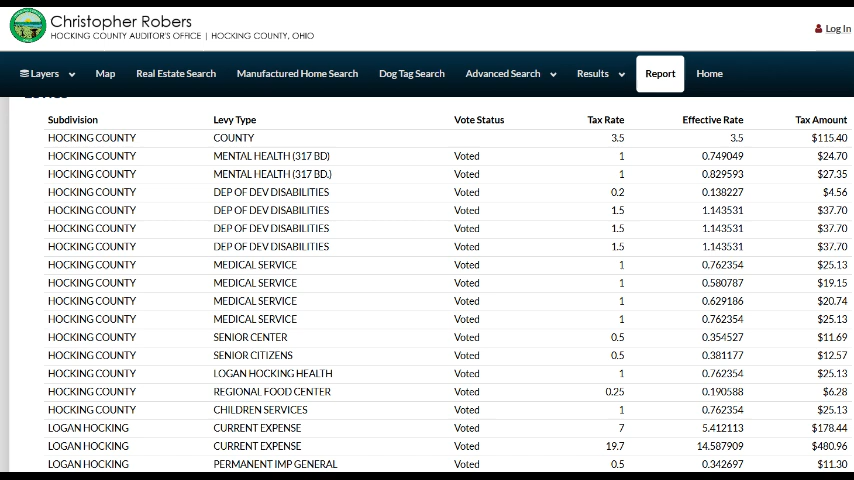 Christopher Robers
HOCKING COUNTY AUDITOR'S OFFICE | HOCKING COUNTY, OHIO
Log In
Layers Map Real Estate Search Manufactured Home Search Dog Tag Search Advanced Search Results Report Home
Subdivision Levy Type Vote Status Tax Rate Effective Rate Tax Amount
HOCKING COUNTY COUNTY 3.5 3.5 $115.40
HOCKING COUNTY MENTAL HEALTH (317 BD) Voted 1 0.749049 $24.70
HOCKING COUNTY MENTAL HEALTH (317 BD.) Voted 1 0.829593 $27.35
HOCKING COUNTY DEP OF DEV DISABILITIES Voted 0.2 0.138227 $4.56
HOCKING COUNTY DEP OF DEV DISABILITIES Voted 1.5 1.143531 $37.70
HOCKING COUNTY DEP OF DEV DISABILITIES Voted 1.5 1.143531 $37.70
HOCKING COUNTY DEP OF DEV DISABILITIES Voted 1.5 1.143531 $37.70
HOCKING COUNTY MEDICAL SERVICE Voted 1 0.762354 $25.13
HOCKING COUNTY MEDICAL SERVICE Voted 1 0.580787 $19.15
HOCKING COUNTY MEDICAL SERVICE Voted 1 0.629186 $20.74
HOCKING COUNTY MEDICAL SERVICE Voted 1 0.762354 $25.13
HOCKING COUNTY SENIOR CENTER Voted 0.5 0.354527 $11.69
HOCKING COUNTY SENIOR CITIZENS Voted 0.5 0.381177 $12.57
HOCKING COUNTY LOGAN HOCKING HEALTH Voted 1 0.762354 $25.13
HOCKING COUNTY REGIONAL FOOD CENTER Voted 0.25 0.190588 $6.28
HOCKING COUNTY CHILDREN SERVICES Voted 1 0.762354 $25.13
LOGAN HOCKING CURRENT EXPENSE Voted 7 5.412113 $178.44
LOGAN HOCKING CURRENT EXPENSE Voted 19.7 14.587909 $480.96
LOGAN HOCKING PERMANENT IMP GENERAL Voted 0.5 0.342697 $11.30